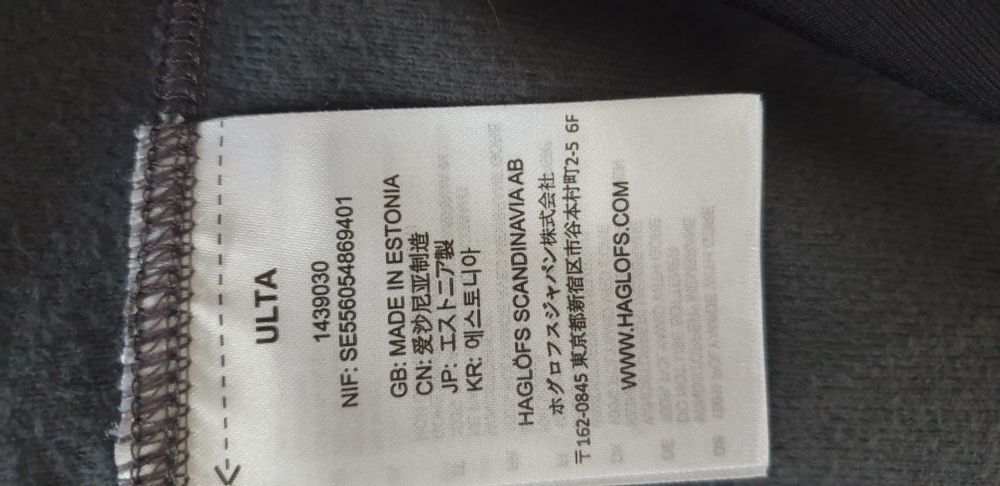 ULTA
1439030
NIF: SE556054869401
GB: MADE IN ESTONIA
CN: 爱沙尼亚制造
JP: エストニア製
KR: 에스토니아
HAGLÖFS SCANDINAVIA AB
ホグロフスジャパン株式会社
〒162-0845 東京都新宿区市谷本村町2-5 6F
WWW.HAGLOFS.COM